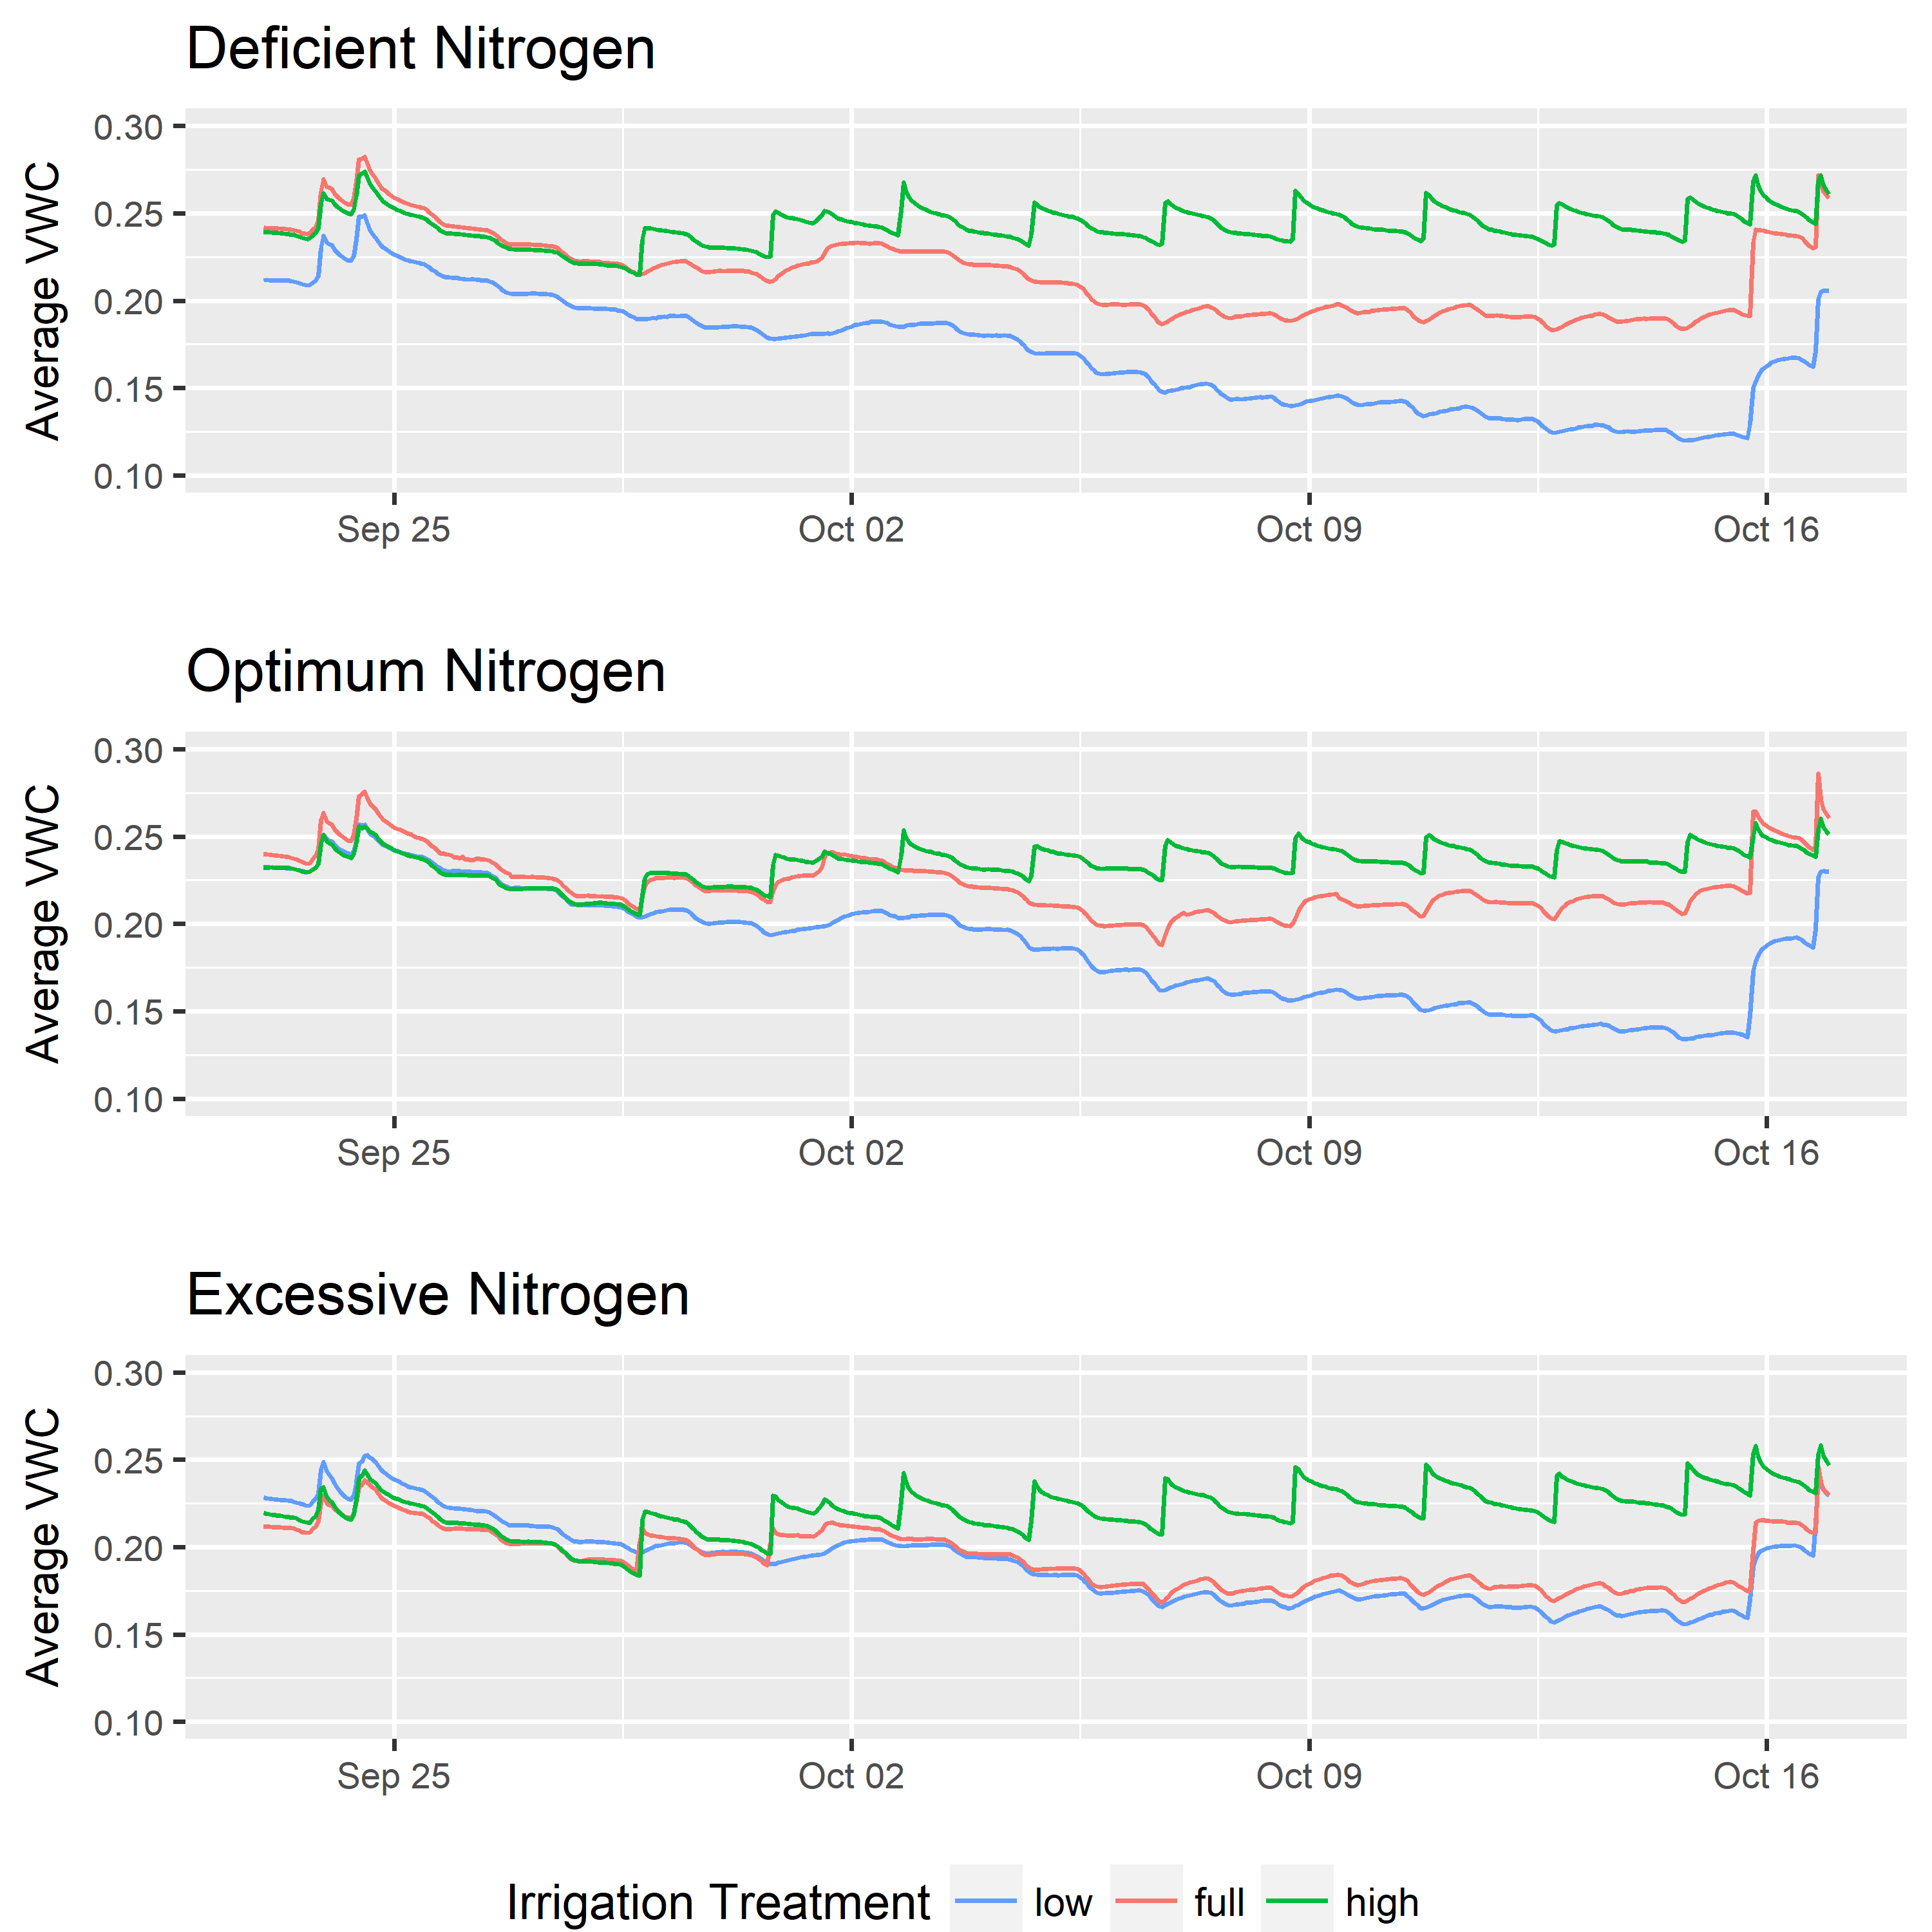 Deficient Nitrogen
Average VWC
0.30
0.25
0.20
0.15
0.10
Sep 25 Oct 02 Oct 09 Oct 16
Optimum Nitrogen
Average VWC
0.30
0.25
0.20
0.15
0.10
Sep 25 Oct 02 Oct 09 Oct 16
Excessive Nitrogen
Average VWC
0.30
0.25
0.20
0.15
0.10
Sep 25 Oct 02 Oct 09 Oct 16
Irrigation Treatment low full high